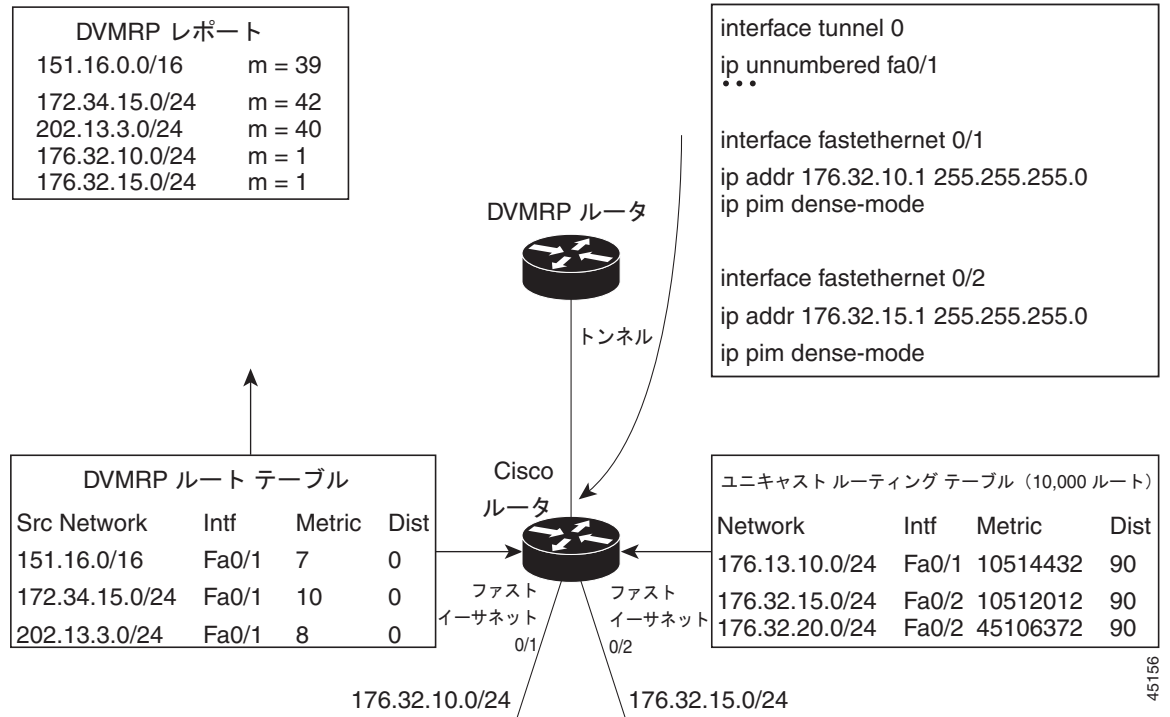 DVMRP レポート
151.16.0.0/16 m = 39
172.34.15.0/24 m = 42
202.13.3.0/24 m = 40
176.32.10.0/24 m = 1
176.32.15.0/24 m = 1
interface tunnel 0
ip unnumbered fa0/1
• • •
interface fastethernet 0/1
ip addr 176.32.10.1 255.255.255.0
ip pim dense-mode
interface fastethernet 0/2
ip addr 176.32.15.1 255.255.255.0
ip pim dense-mode
DVMRP ルータ
トンネル
Cisco
ルータ
DVMRP ルート テーブル
Src Network Intf Metric Dist
151.16.0/16 Fa0/1 7 0
172.34.15.0/24 Fa0/1 10 0
202.13.3.0/24 Fa0/1 8 0
ユニキャスト ルーティング テーブル（10,000 ルート）
Network Intf Metric Dist
176.13.10.0/24 Fa0/1 10514432 90
176.32.15.0/24 Fa0/2 10512012 90
176.32.20.0/24 Fa0/2 45106372 90
ファスト
イーサネット
0/1
ファスト
イーサネット
0/2
176.32.10.0/24
176.32.15.0/24
45156